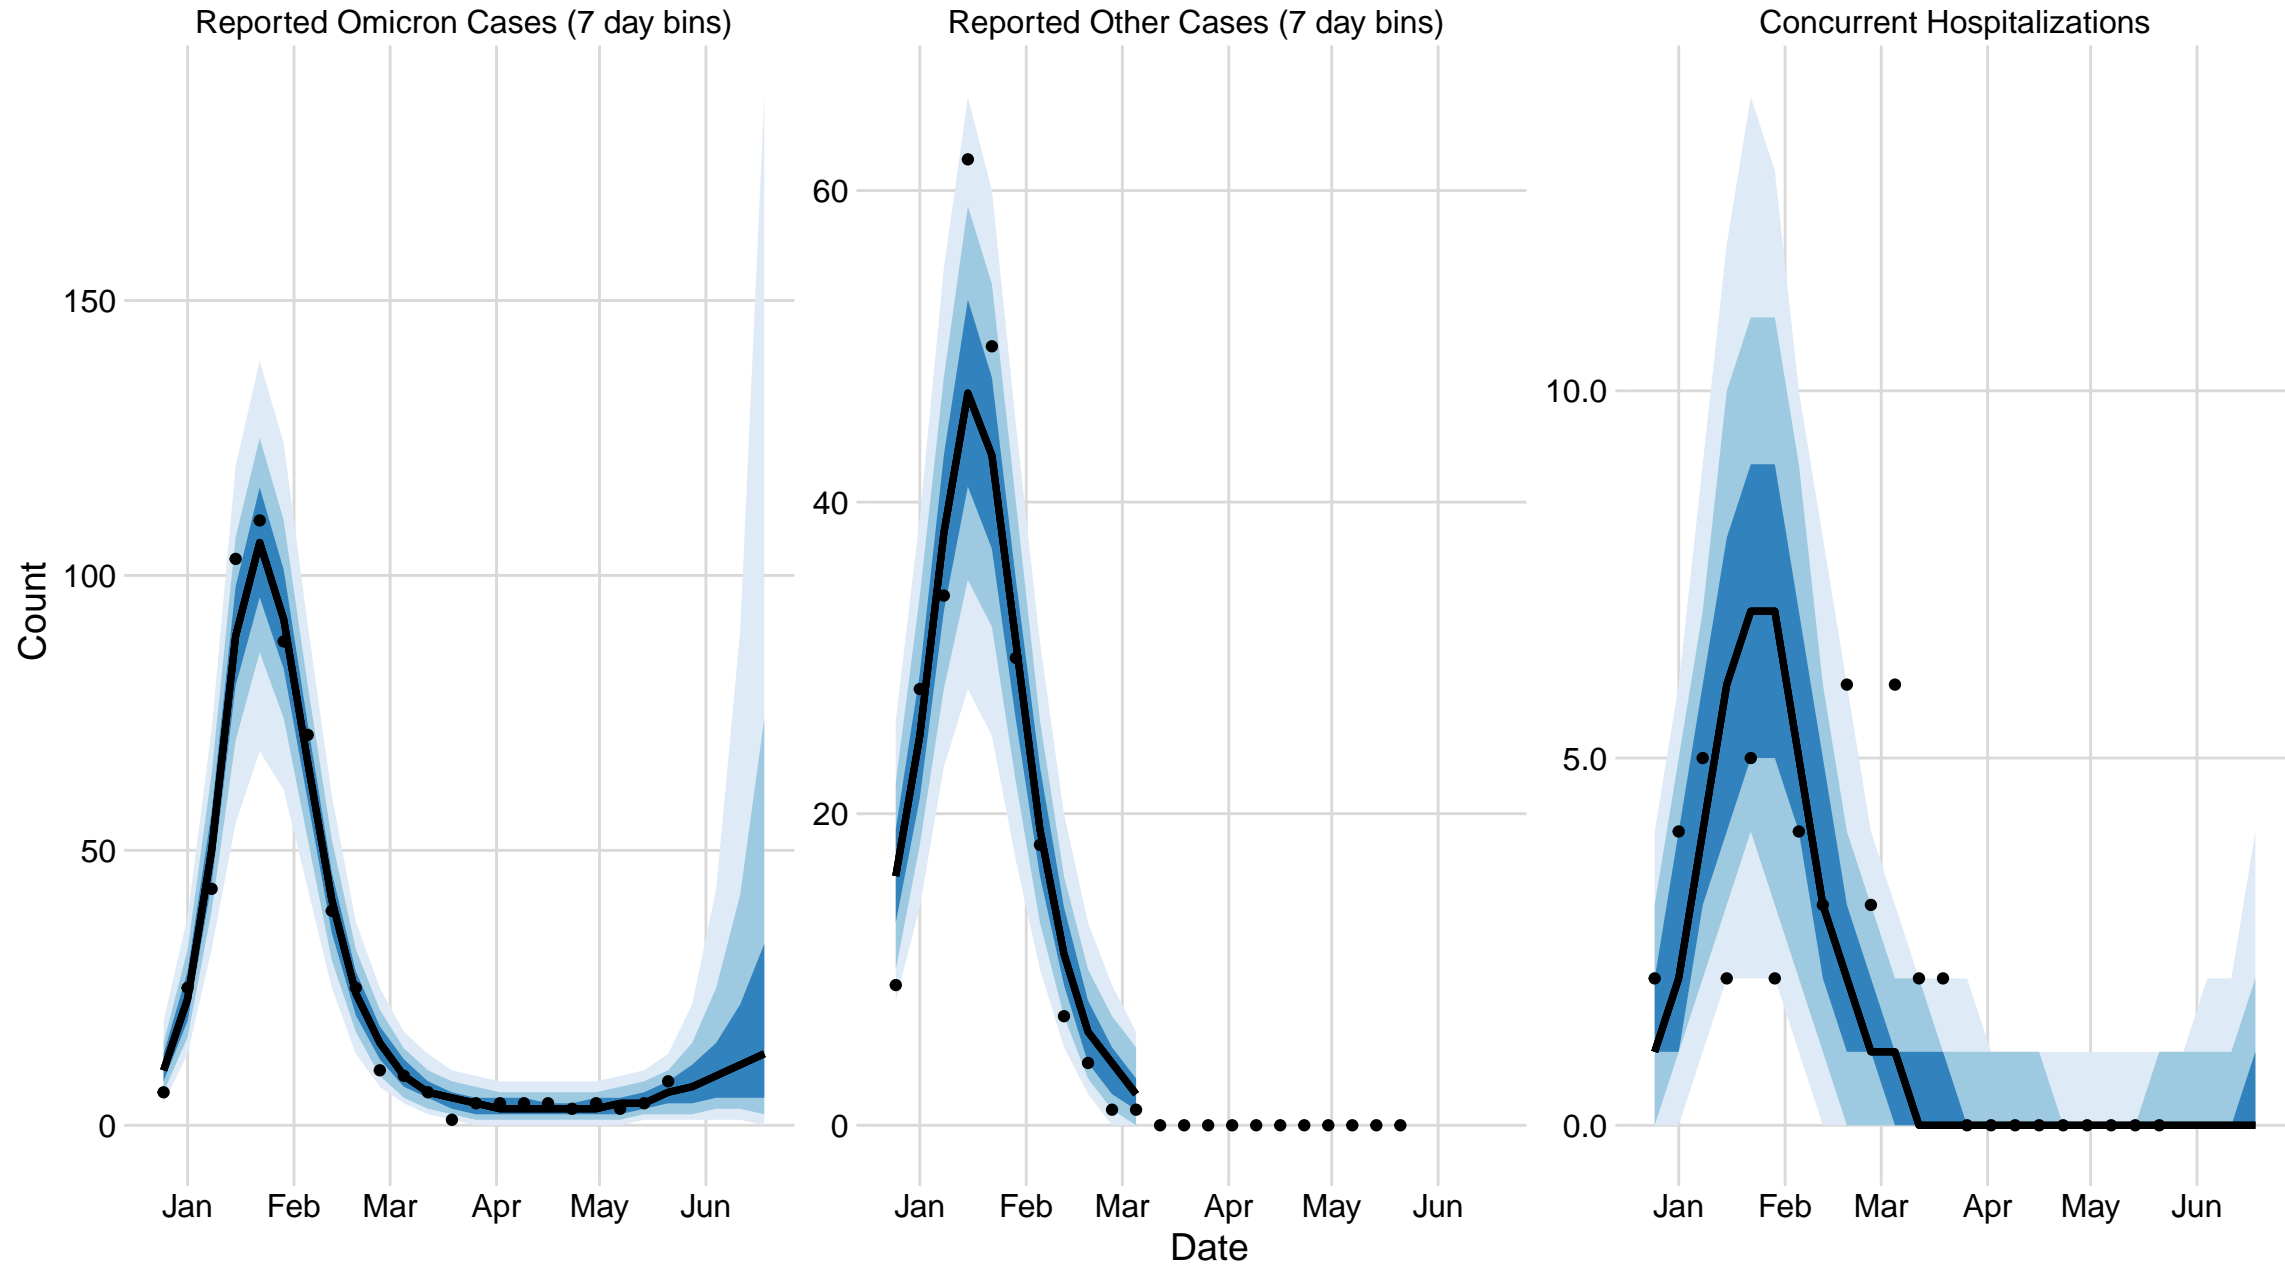 Reported Omicron Cases (7 day bins)
Reported Other Cases (7 day bins)
Concurrent Hospitalizations
Count
150
100
50
0
60
40
20
0
10.0
5.0
0.0
Jan Feb Mar Apr May Jun
Jan Feb Mar Apr May Jun
Jan Feb Mar Apr May Jun
Date